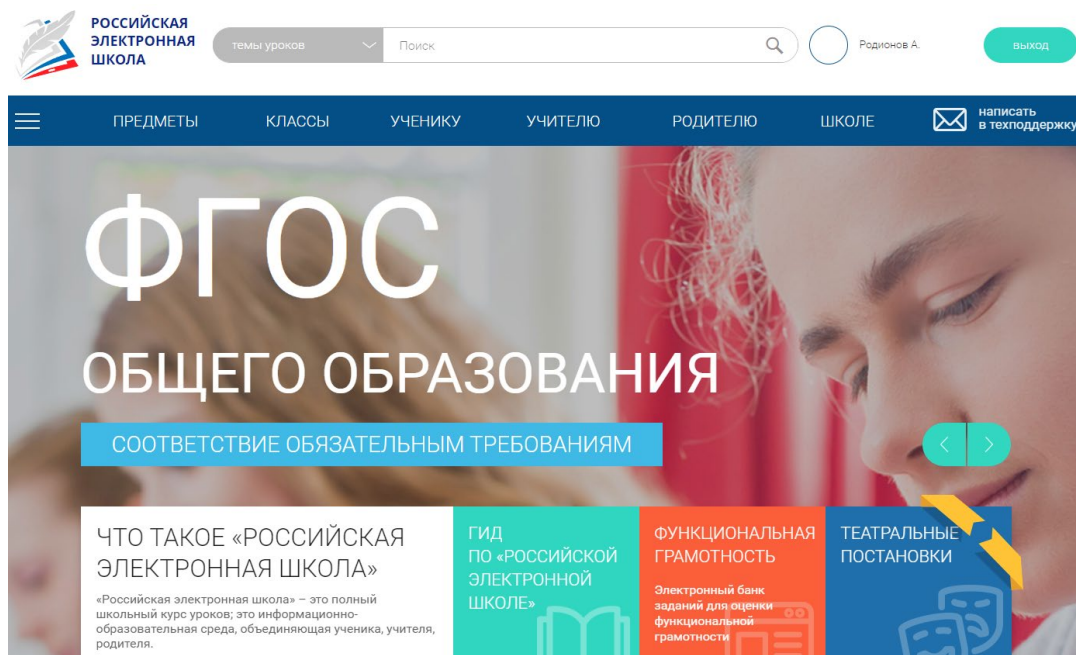 РОССИЙСКАЯ
ЭЛЕКТРОННАЯ
ШКОЛА
темы уроков
Поиск
Родионов А.
выход
ПРЕДМЕТЫ
КЛАССЫ
УЧЕНИКУ
УЧИТЕЛЮ
РОДИТЕЛЮ
ШКОЛЕ
написать
в техподдержку
ФГОС
ОБЩЕГО ОБРАЗОВАНИЯ
СООТВЕТСТВИЕ ОБЯЗАТЕЛЬНЫМ ТРЕБОВАНИЯМ
ЧТО ТАКОЕ «РОССИЙСКАЯ
ЭЛЕКТРОННАЯ ШКОЛА»
«Российская электронная школа» – это полный
школьный курс уроков; это информационно-
образовательная среда, объединяющая ученика, учителя,
родителя.
ГИД
ПО «РОССИЙСКОЙ
ЭЛЕКТРОННОЙ
ШКОЛЕ»
ФУНКЦИОНАЛЬНАЯ
ГРАМОТНОСТЬ
Электронный банк
заданий для оценки
функциональной
грамотности
ТЕАТРАЛЬНЫЕ
ПОСТАНОВКИ